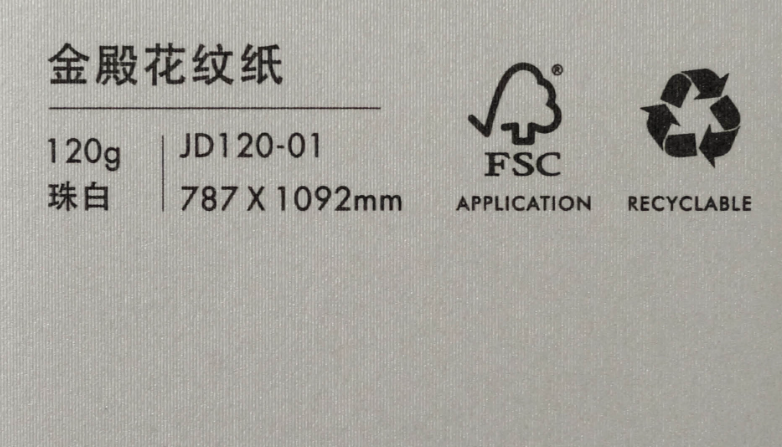 金殿花纹纸
120g
珠白
JD120-01
787 X 1092mm
®
FSC
APPLICATION
RECYCLABLE